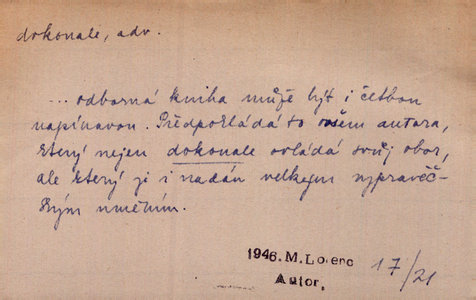 dokonale, adv.
... odborná kniha může být i četbou
napínavou. Předpokládá to ovšem autora,
který nejen dokonale ovládá svůj obor,
ale který je i nadán velkým vypravěč-
ským uměním.
1946. M. Lorenc
Autor.
17/21